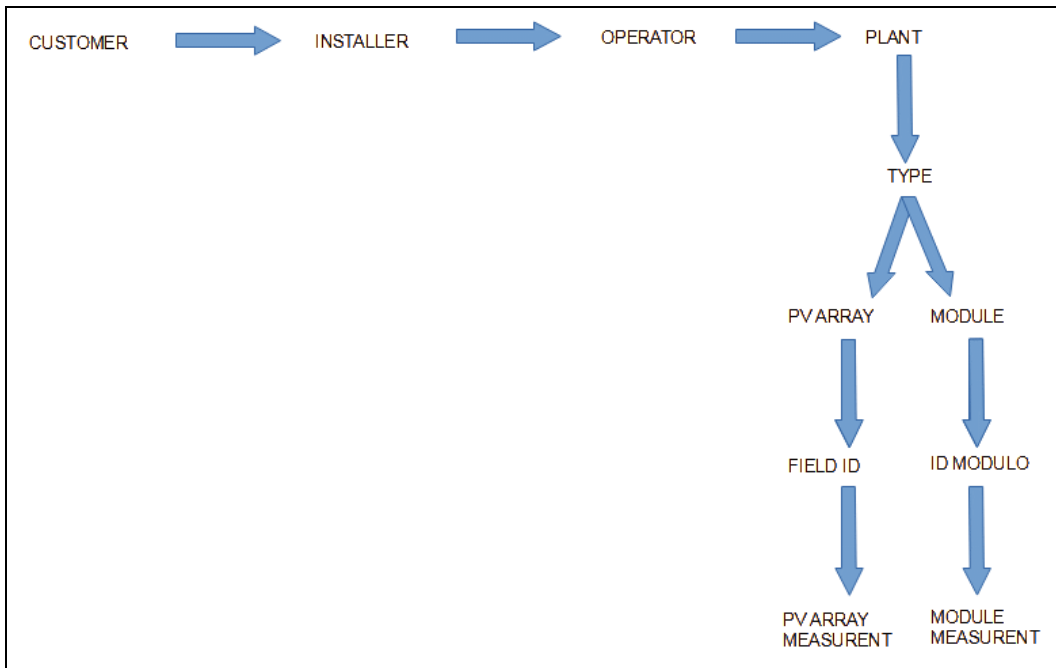 CUSTOMER
INSTALLER
OPERATOR
PLANT
TYPE
PV ARRAY
MODULE
FIELD ID
ID MODULO
PV ARRAY
MEASURENT
MODULE
MEASURENT